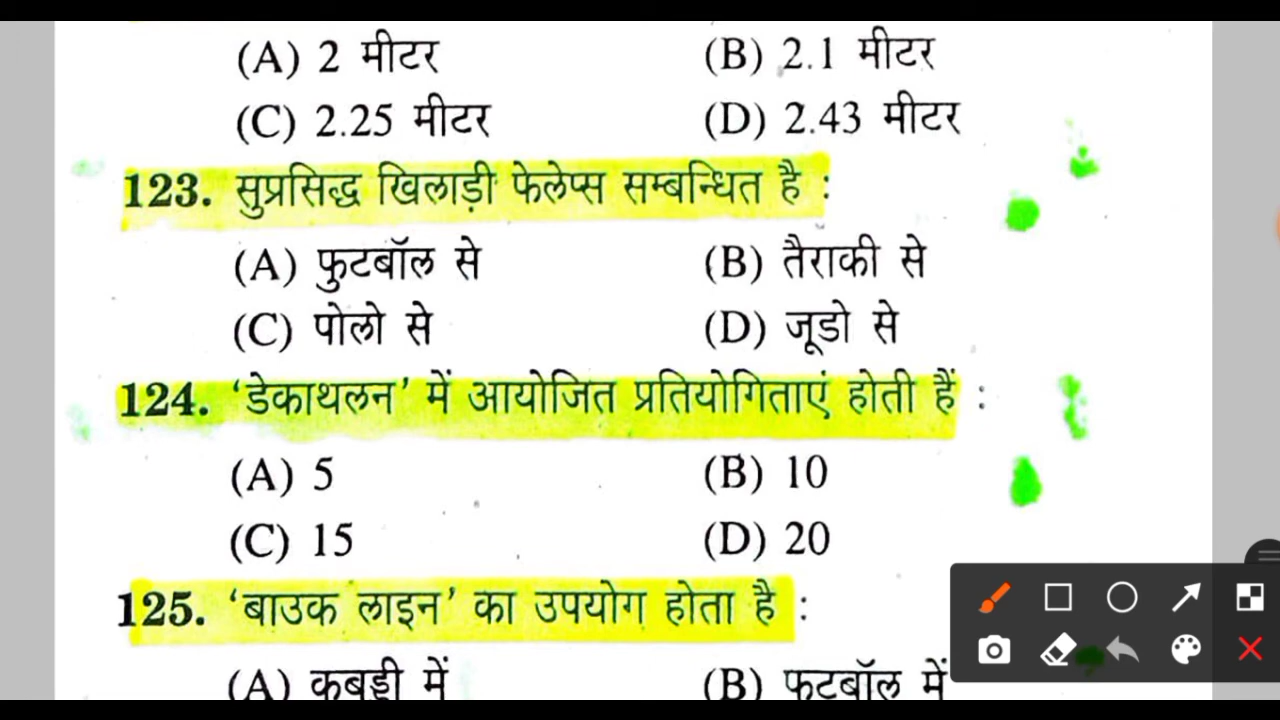 (A) 2 मीटर (B) 2.1 मीटर
(C) 2.25 मीटर (D) 2.43 मीटर
123. सुप्रसिद्ध खिलाड़ी फेलेप्स सम्बन्धित है :
(A) फुटबॉल से (B) तैराकी से
(C) पोलो से (D) जूडो से
124. ‘डेकाथलन’ में आयोजित प्रतियोगिताएं होती हैं :
(A) 5 (B) 10
(C) 15 (D) 20
125. ‘बाउक लाइन’ का उपयोग होता है :
(A) कबड्डी में (B) फुटबॉल में